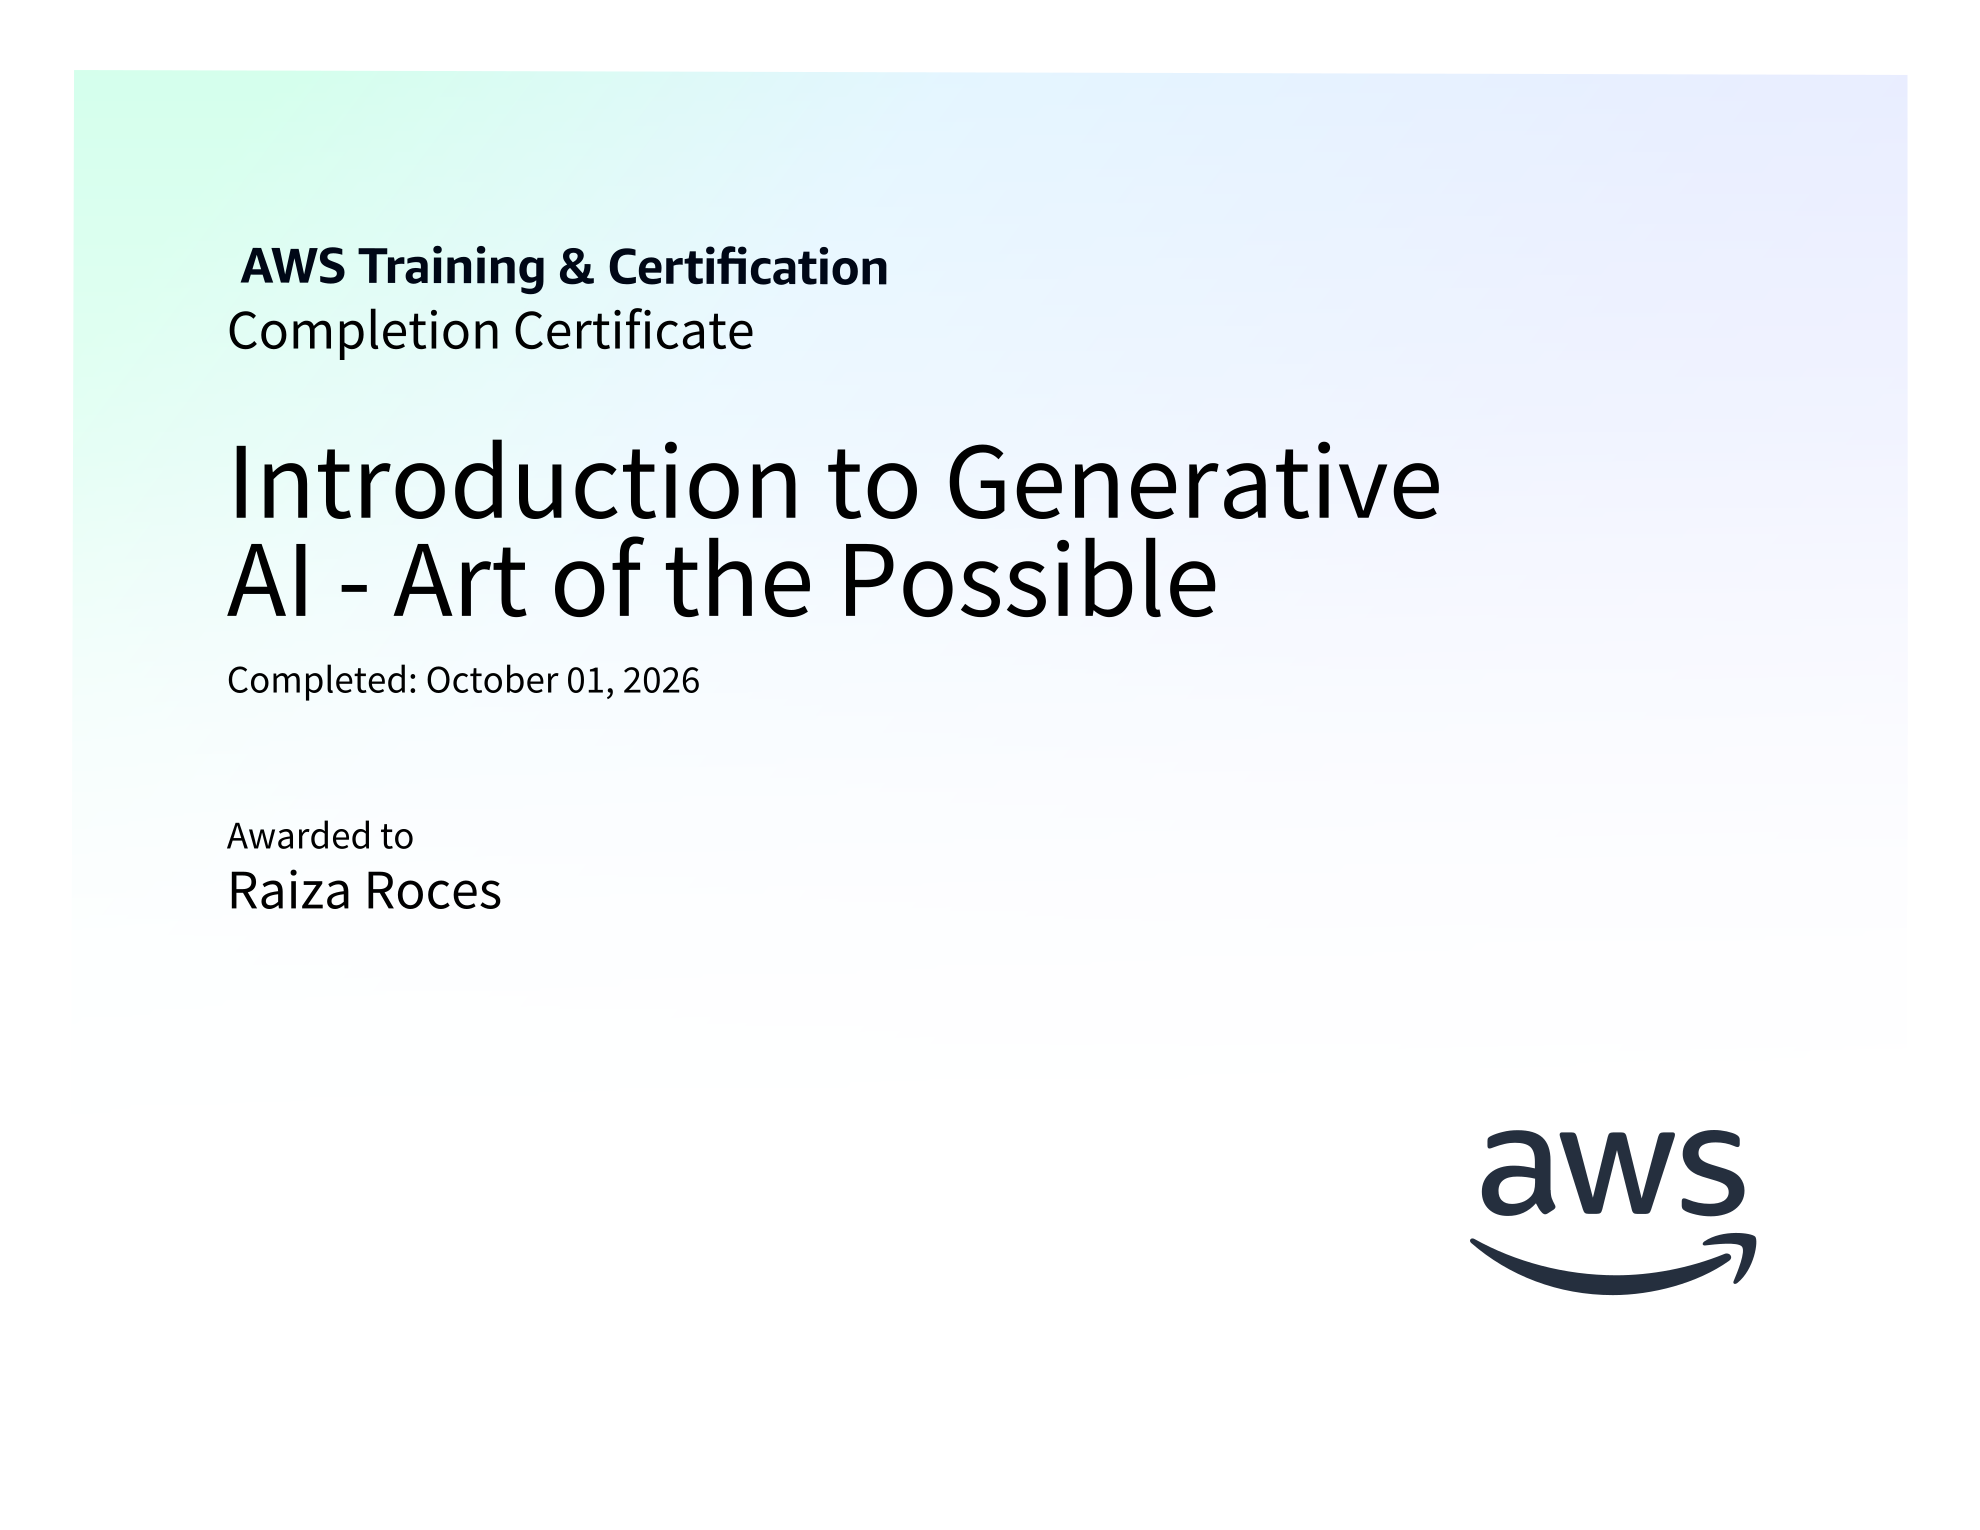 AWS Training & Certification
Completion Certificate
Introduction to Generative
AI - Art of the Possible
Completed: October 01, 2026
Awarded to
Raiza Roces
aws